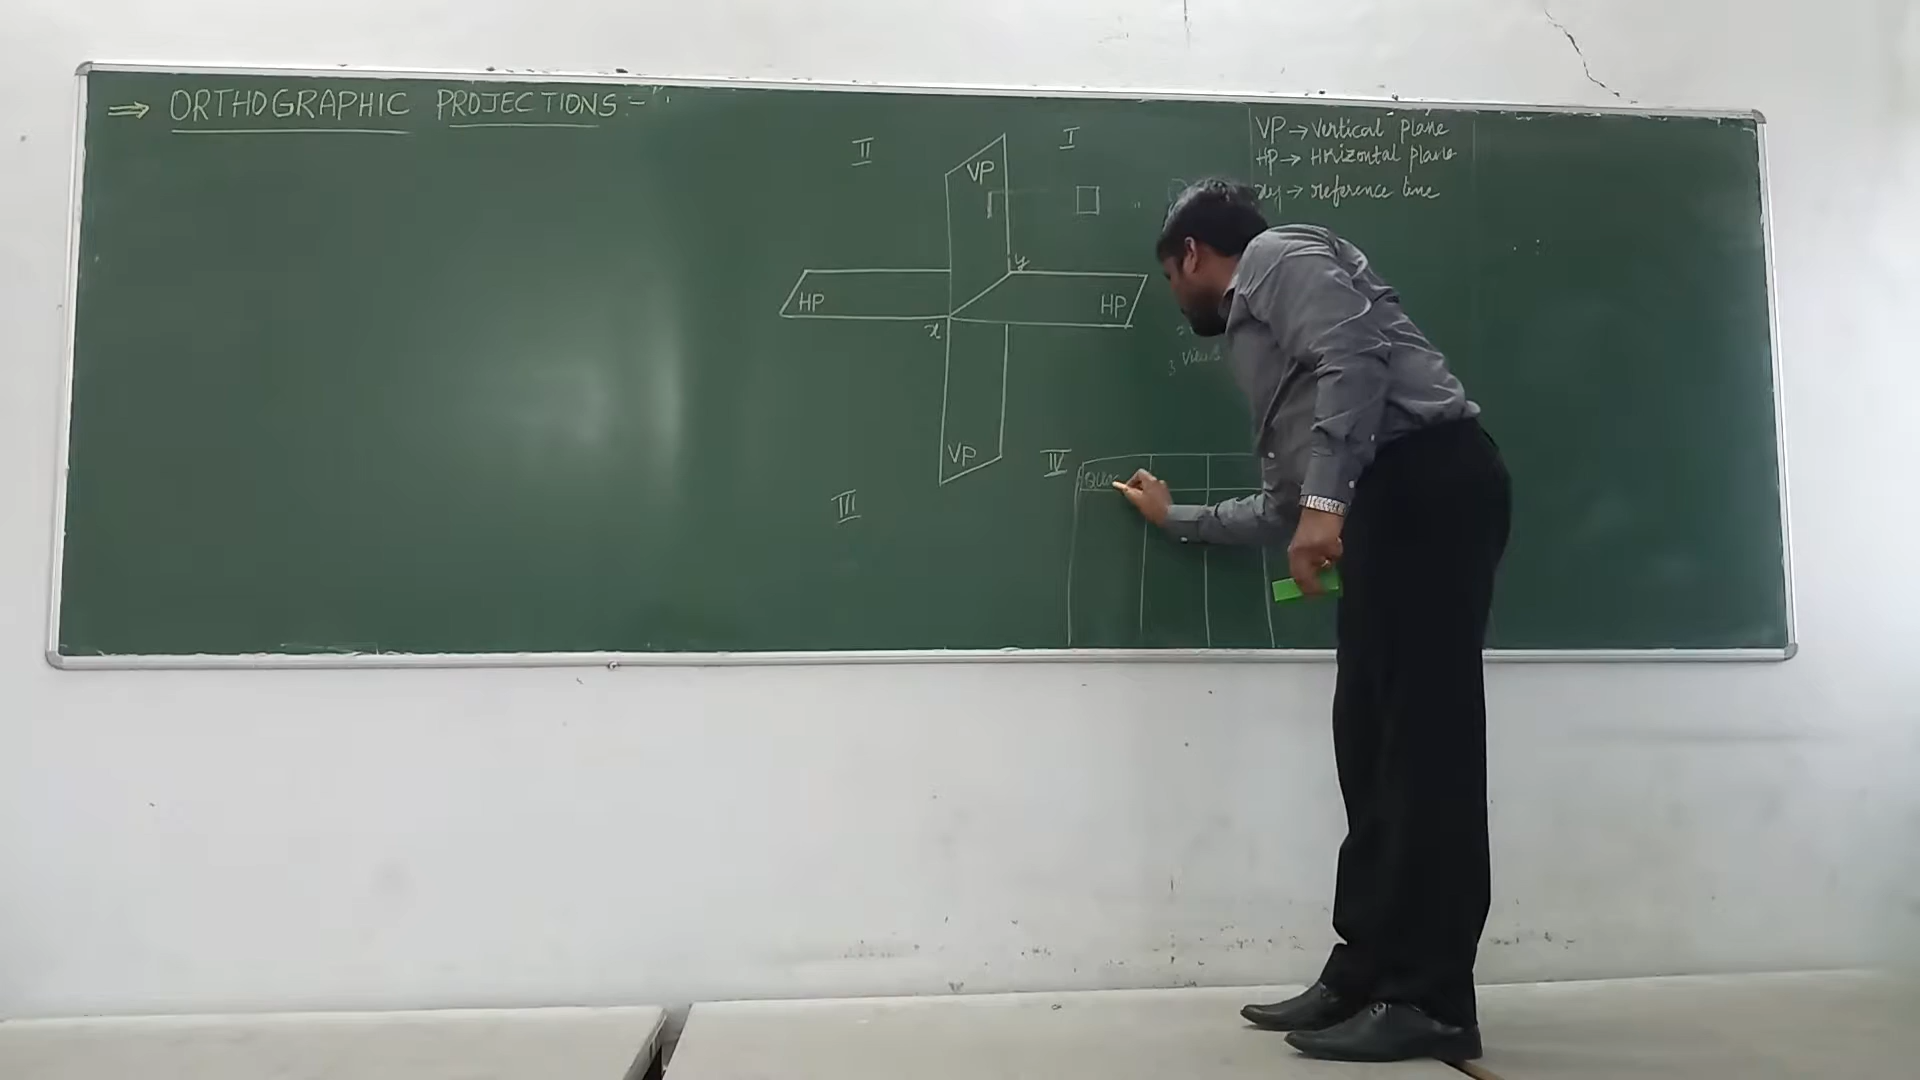 ⇒ ORTHOGRAPHIC PROJECTIONS :-
II
I
VP
VP → Vertical plane
HP → Horizontal plane
xy → reference line
y
HP
HP
x
3 Views
VP
IV
III